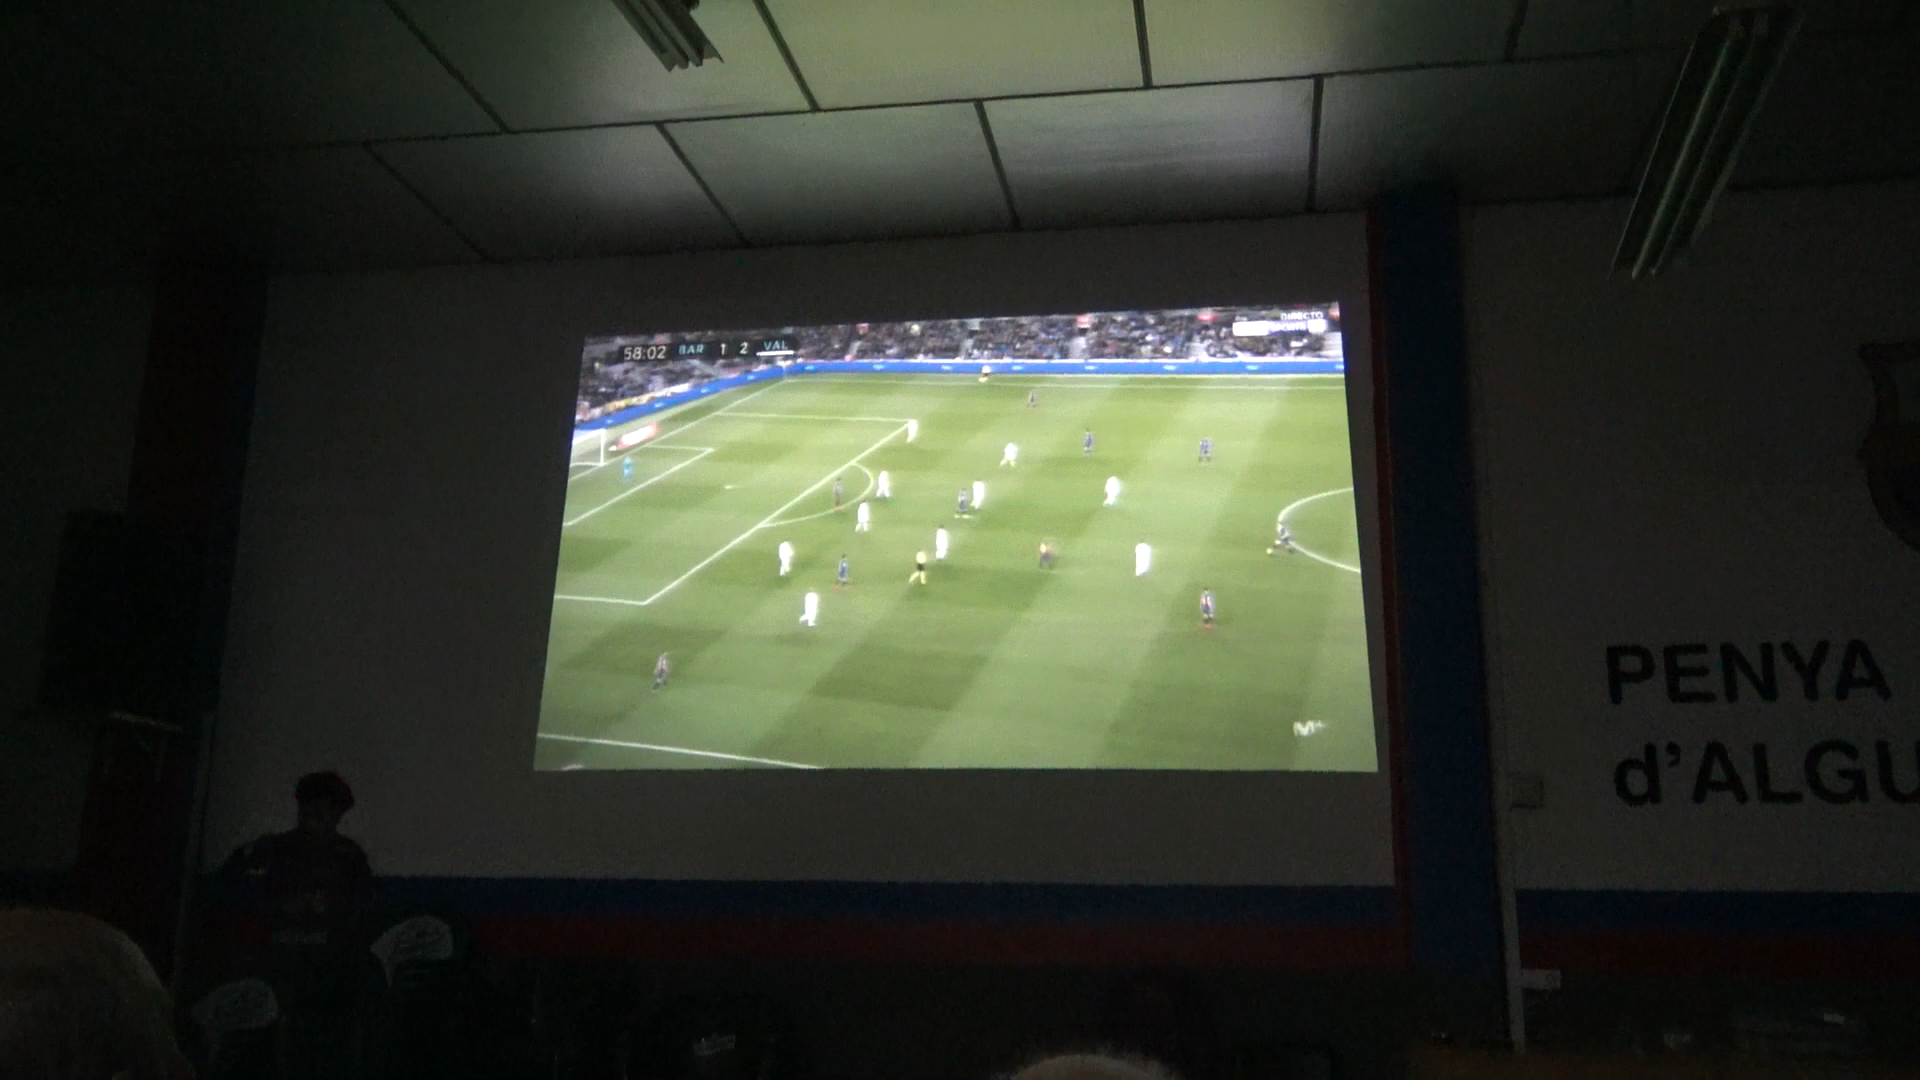 DIRECTO
58:02 BAR 1 2 VAL
M+
PENYA
d'ALGU